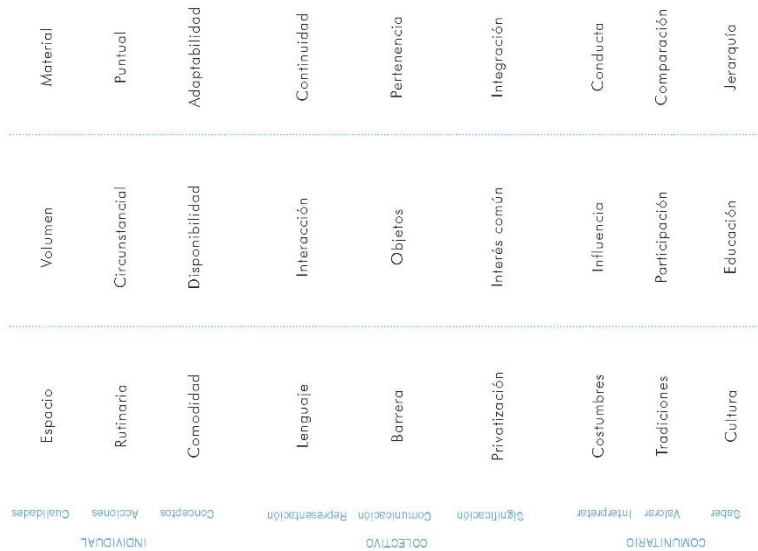 INDIVIDUAL
Cualidades Espacio Volumen Material
Acciones Rutinaria Circunstancial Puntual
Conceptos Comodidad Disponibilidad Adaptabilidad
COLECTIVO
Representación Lenguaje Interacción Continuidad
Comunicación Barrera Objetos Pertenencia
Significación Privatización Interés común Integración
COMUNITARIO
Interpretar Costumbres Influencia Conducta
Valorar Tradiciones Participación Comparación
Saber Cultura Educación Jerarquía